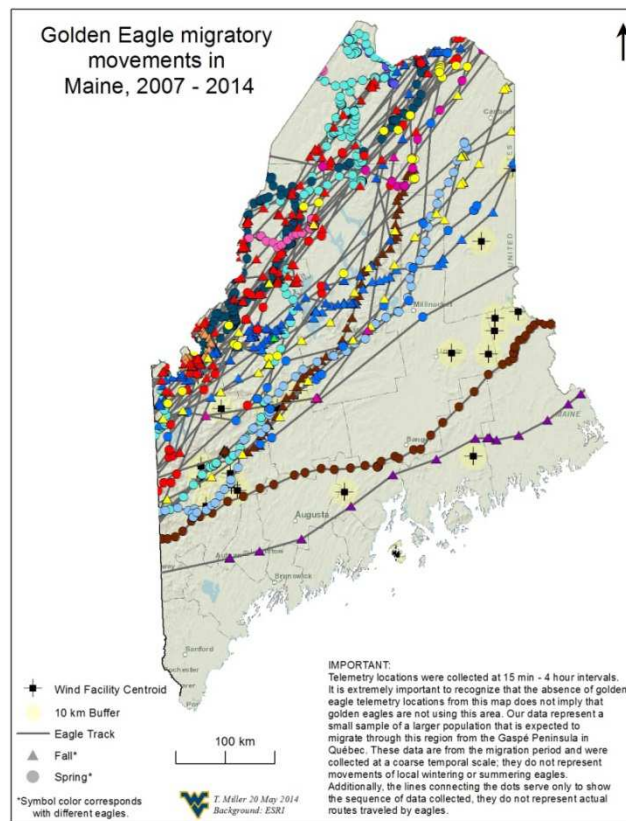 Golden Eagle migratory
movements in
Maine, 2007 - 2014
Millinocket
Augusta
Brunswick
Sanford
MAINE
UNITED
Wind Facility Centroid
10 km Buffer
Eagle Track
Fall*
Spring*
*Symbol color corresponds
with different eagles.
100 km
T. Miller 20 May 2014
Background: ESRI
IMPORTANT:
Telemetry locations were collected at 15 min - 4 hour intervals.
It is extremely important to recognize that the absence of golden
eagle telemetry locations from this map does not imply that
golden eagles are not using this area. Our data represent a
small sample of a larger population that is expected to
migrate through this region from the Gaspé Peninsula in
Québec. These data are from the migration period and were
collected at a coarse temporal scale; they do not represent
movements of local wintering or summering eagles.
Additionally, the lines connecting the dots serve only to show
the sequence of data collected, they do not represent actual
routes traveled by eagles.